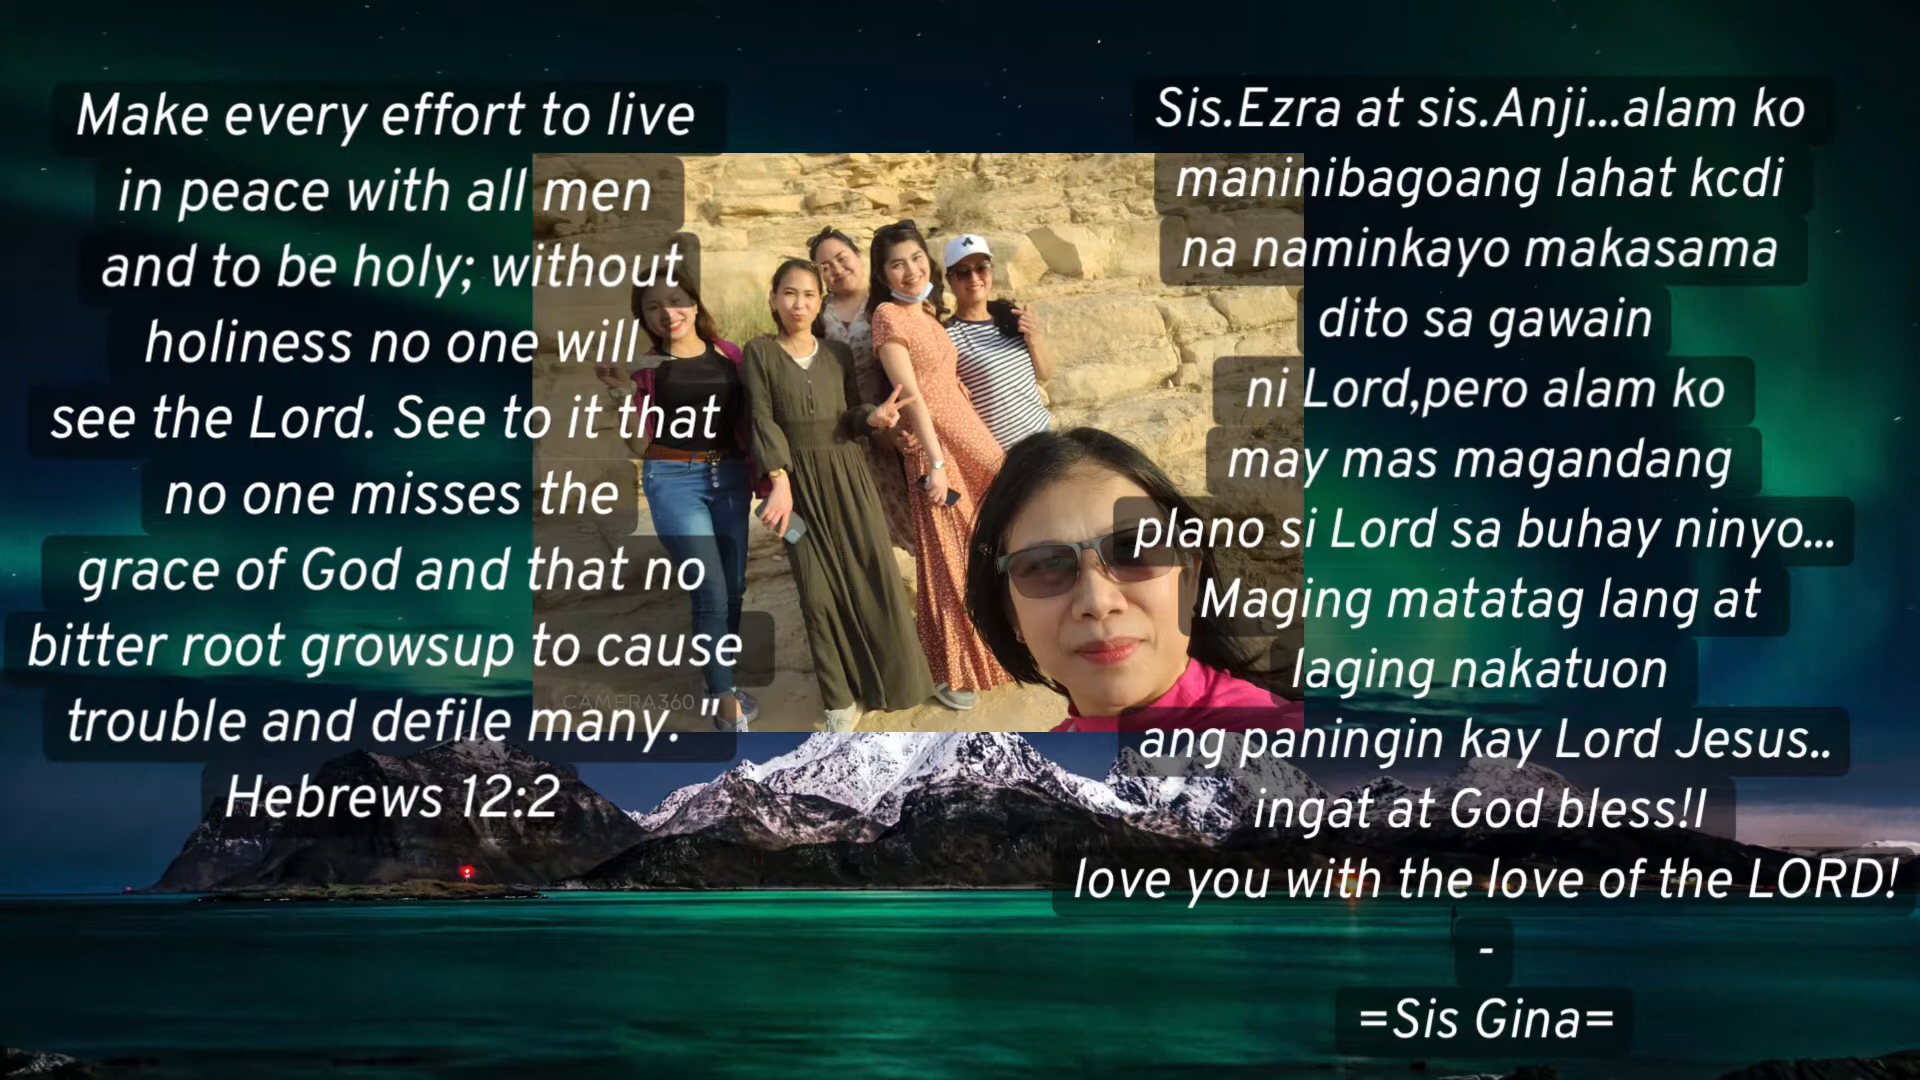 Make every effort to live
in peace with all men
and to be holy; without
holiness no one will
see the Lord. See to it that
no one misses the
grace of God and that no
bitter root growsup to cause
trouble and defile many. "
Hebrews 12:2
CAMERA360
Sis.Ezra at sis.Anji...alam ko
maninibagoang lahat kcdi
na naminkayo makasama
dito sa gawain
ni Lord,pero alam ko
may mas magandang
plano si Lord sa buhay ninyo...
Maging matatag lang at
laging nakatuon
ang paningin kay Lord Jesus..
ingat at God bless!I
love you with the love of the LORD!
-
=Sis Gina=